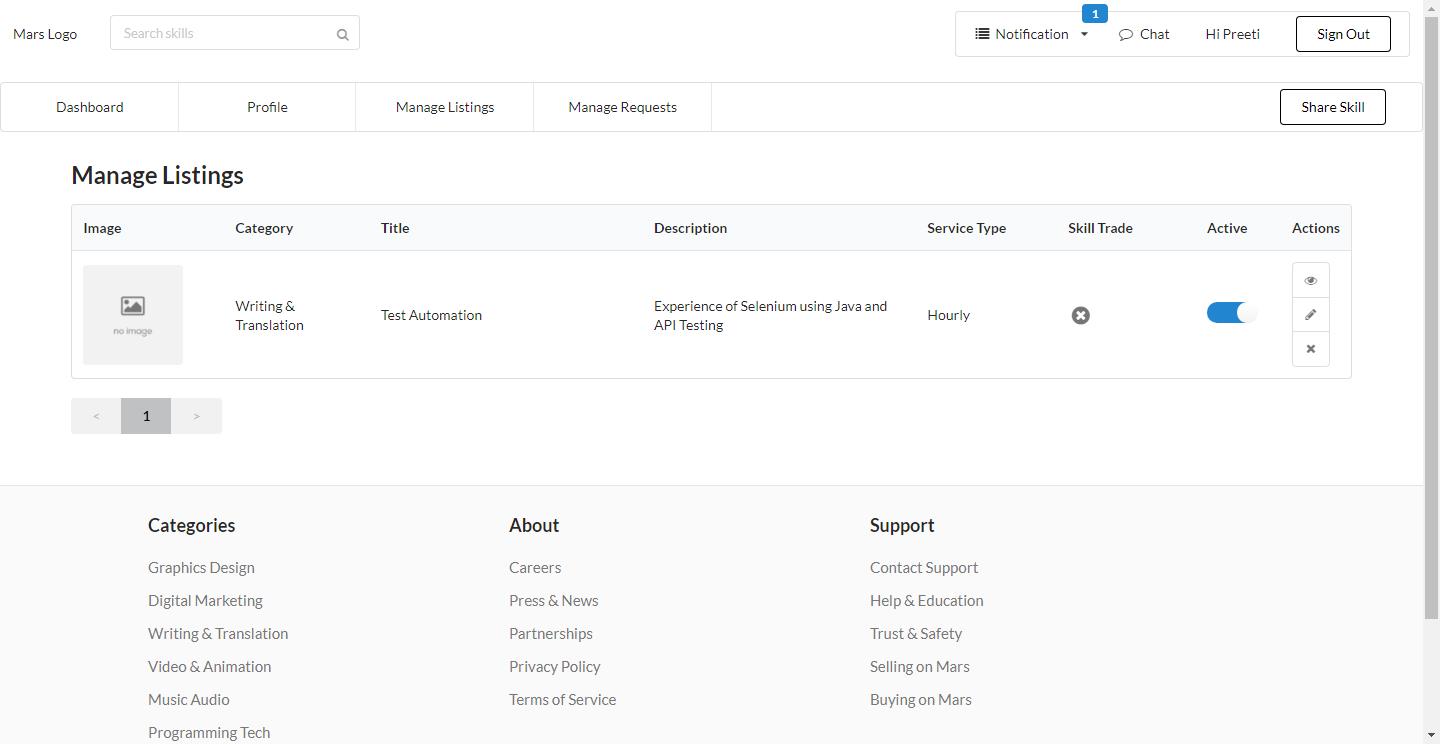 Mars Logo
Search skills
1
Notification
Chat
Hi Preeti
Sign Out
Dashboard
Profile
Manage Listings
Manage Requests
Share Skill
Manage Listings
Image Category Title Description Service Type Skill Trade Active Actions
no image
Writing &
Translation
Test Automation
Experience of Selenium using Java and
API Testing
Hourly
< 1 >
Categories
Graphics Design
Digital Marketing
Writing & Translation
Video & Animation
Music Audio
Programming Tech
About
Careers
Press & News
Partnerships
Privacy Policy
Terms of Service
Support
Contact Support
Help & Education
Trust & Safety
Selling on Mars
Buying on Mars